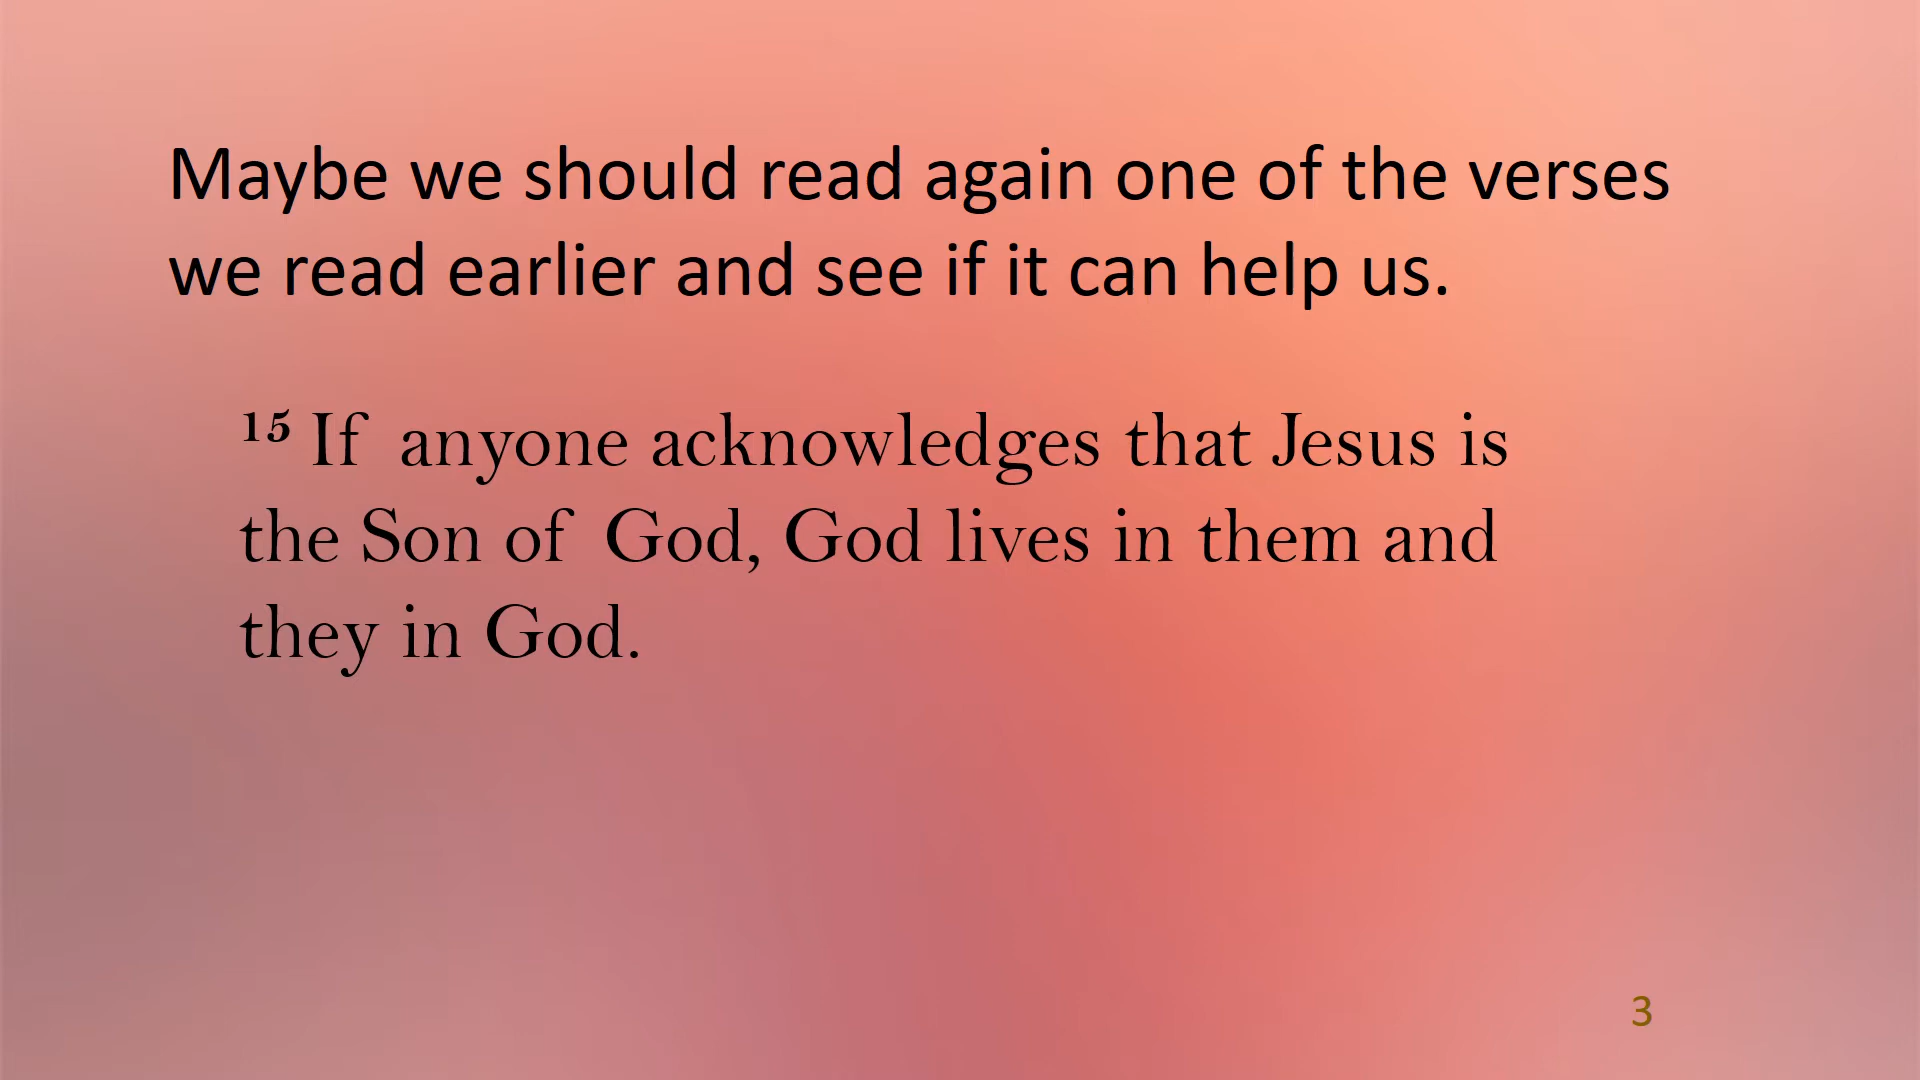 Maybe we should read again one of the verses
we read earlier and see if it can help us.
15 If anyone acknowledges that Jesus is
the Son of God, God lives in them and
they in God.
3